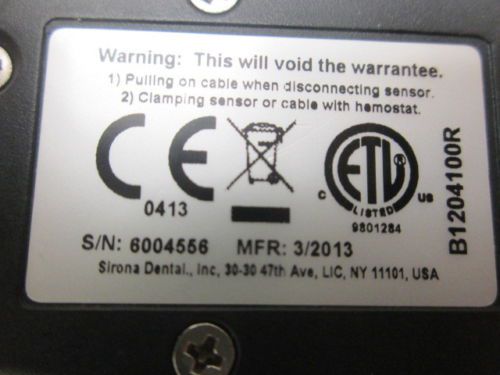 Warning: This will void the warrantee.
1) Pulling on cable when disconnecting sensor.
2) Clamping sensor or cable with hemostat.
CE
0413
ETL
C US
LISTED
9801284
B1204100R
S/N: 6004556 MFR: 3/2013
Sirona Dental., Inc, 30-30 47th Ave, LIC, NY 11101, USA